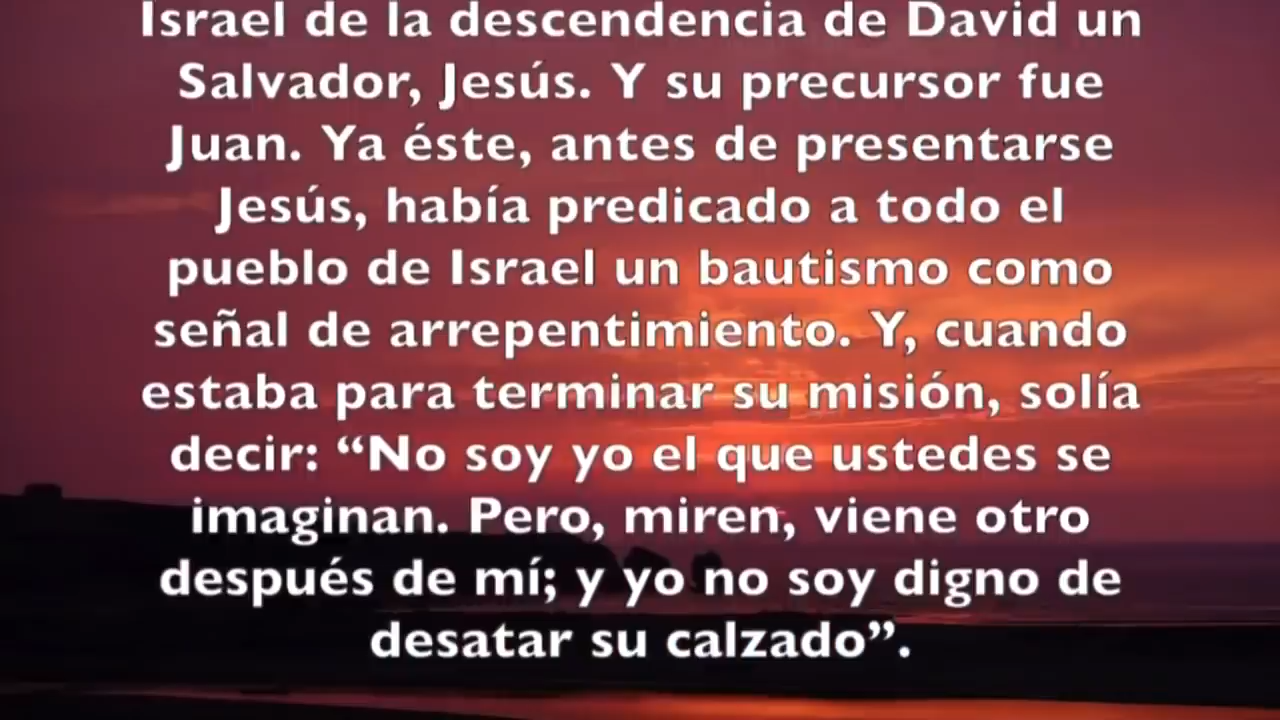 Israel de la descendencia de David un
Salvador, Jesús. Y su precursor fue
Juan. Ya éste, antes de presentarse
Jesús, había predicado a todo el
pueblo de Israel un bautismo como
señal de arrepentimiento. Y, cuando
estaba para terminar su misión, solía
decir: “No soy yo el que ustedes se
imaginan. Pero, miren, viene otro
después de mí; y yo no soy digno de
desatar su calzado”.